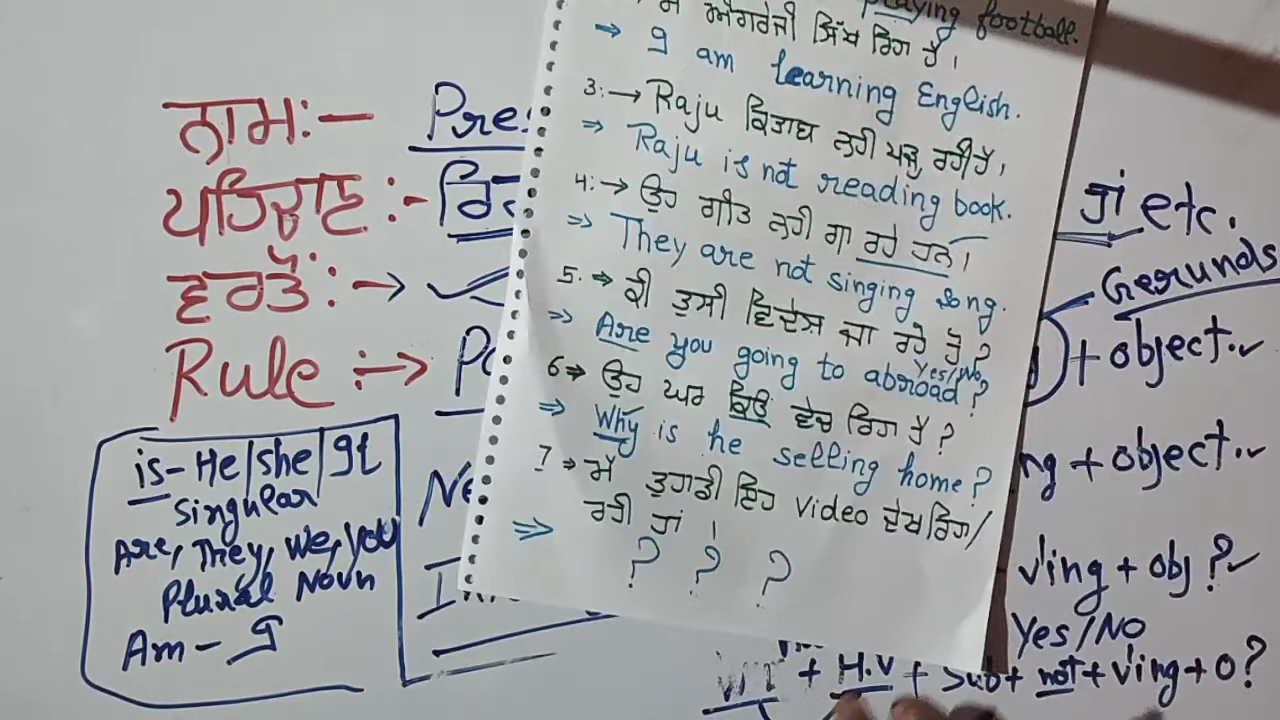 playing football.
ਮੈਂ ਅੰਗਰੇਜੀ ਸਿੱਖ ਰਿਹਾ ਹੈ।
⇒ I am learning English.
3:→ Raju ਕਿਤਾਬ ਨਹੀਂ ਪੜ੍ਹ ਰਹੀ ਹੈ,
⇒ Raju is not reading book.
4:→ ਉਹ ਗੀਤ ਨਹੀਂ ਗਾ ਰਹੇ ਹਨ।
⇒ They are not singing song.
5.⇒ ਕੀ ਤੁਸੀ ਵਿਦੇਸ਼ ਜਾ ਰਹੇ ਹੋ?
⇒ Are you going to abroad?
Yes/No
6⇒ ਉਹ ਘਰ ਕਿਉਂ ਵੇਚ ਰਿਹਾ ਹੈ?
⇒ Why is he selling home?
7⇒ ਮੈਂ ਤੁਹਾਡੀ ਇਹ Video ਦੇਖ ਰਿਹਾ/
ਰਹੀ ਹਾਂ।
⇒ ? ? ?
ਨਾਮ:-
ਪਹਿਚਾਣ:-
etc.
ਵਰਤੋਂ:→
Gerunds
Rule:→
+ object.✓
is- He/she/It
Singular
Are, They, we, you
Plural Noun
Am - I
ng + object.✓
Ving + obj?✓
Yes/No
+ H.V + Sub + not + Ving + O?